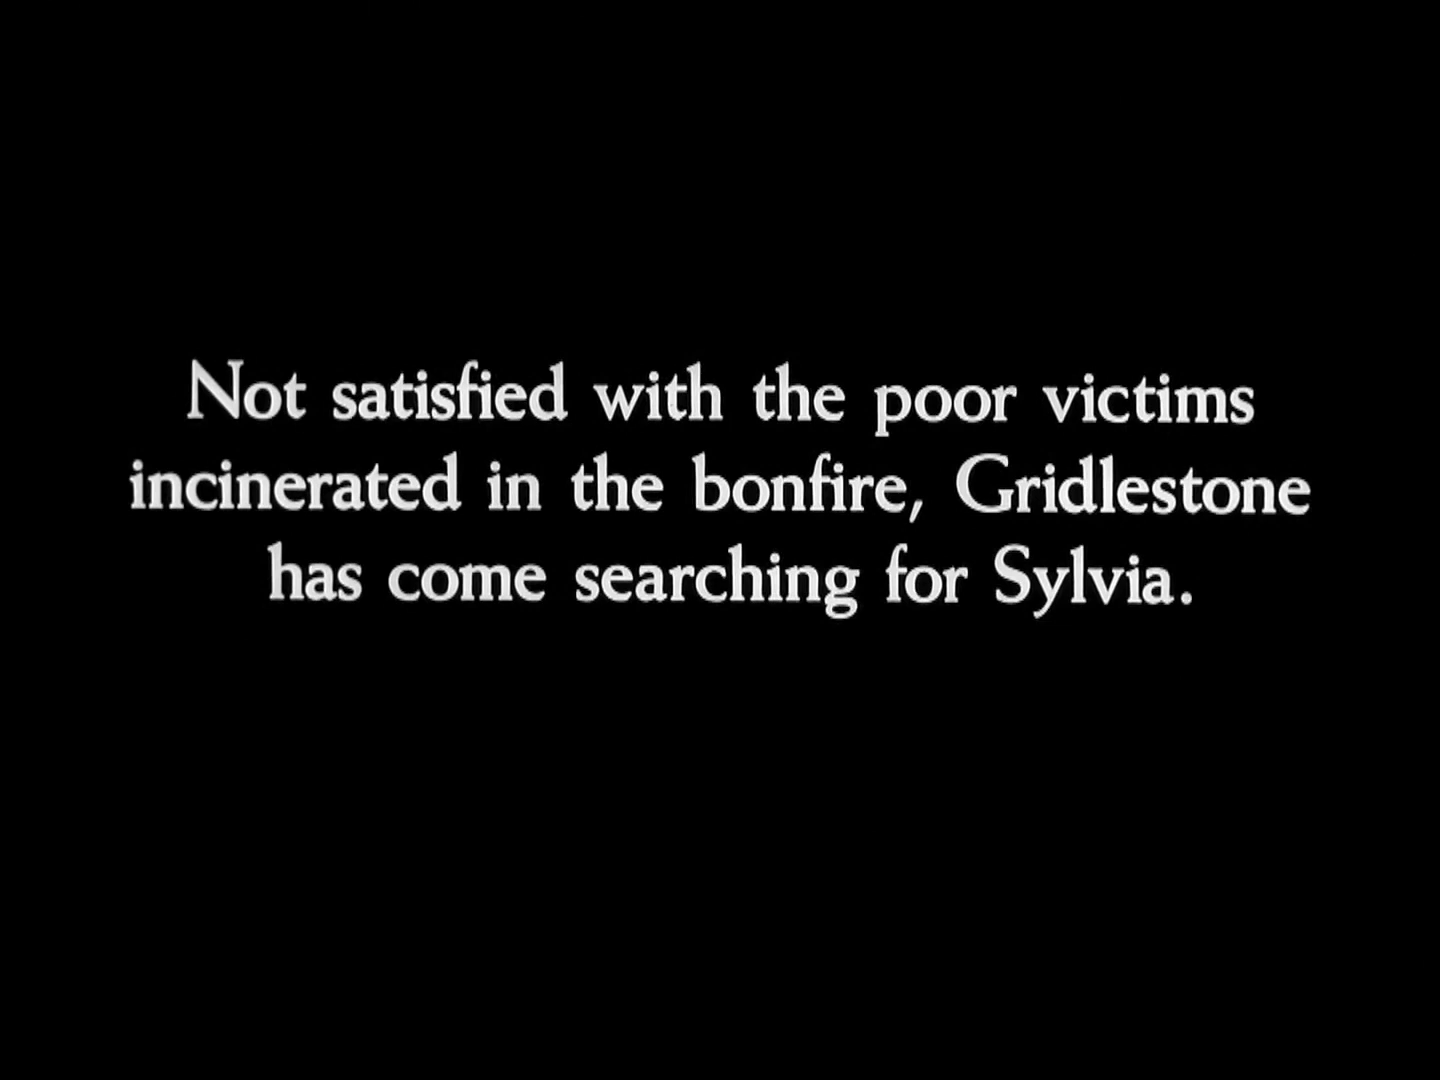 Not satisfied with the poor victims
incinerated in the bonfire, Gridlestone
has come searching for Sylvia.